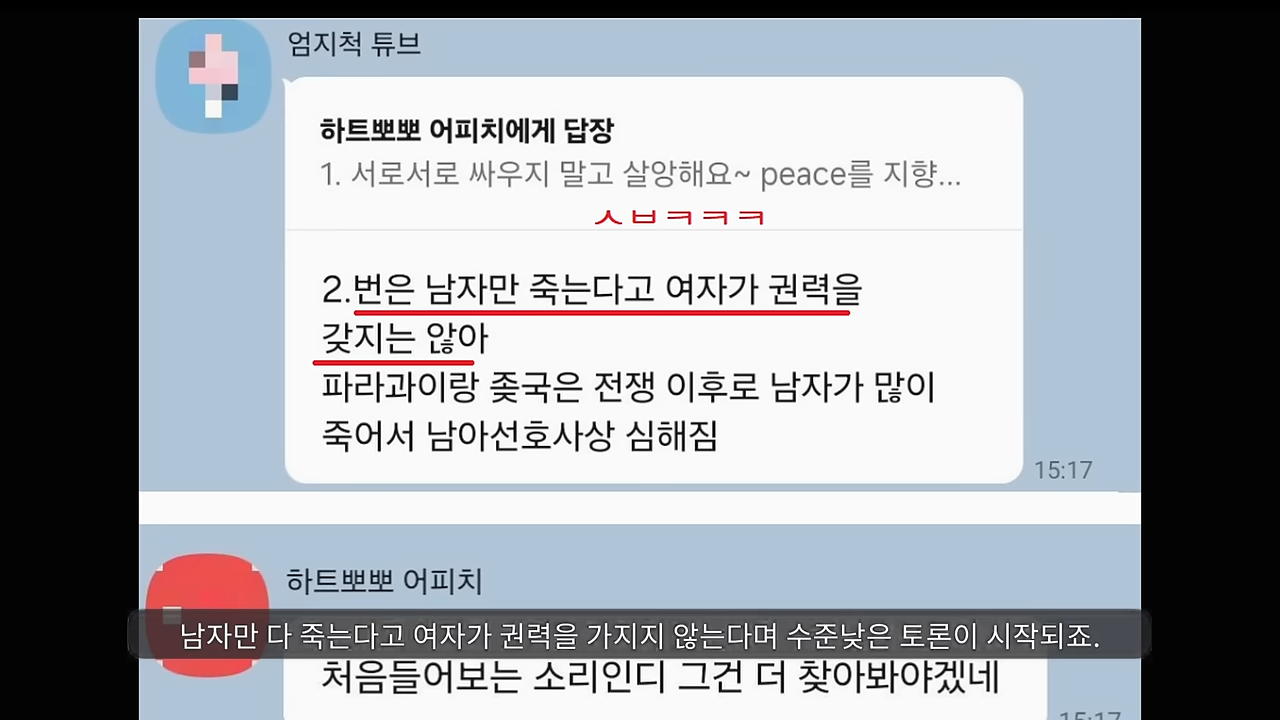 엄지척 튜브
하트뽀뽀 어피치에게 답장
1. 서로서로 싸우지 말고 살앙해요~ peace를 지향...
ㅅㅂㅋㅋㅋ
2.번은 남자만 죽는다고 여자가 권력을
갖지는 않아
파라과이랑 좆국은 전쟁 이후로 남자가 많이
죽어서 남아선호사상 심해짐
15:17
하트뽀뽀 어피치
남자만 다 죽는다고 여자가 권력을 가지지 않는다며 수준낮은 토론이 시작되죠.
처음들어보는 소리인디 그건 더 찾아봐야겠네
15:17